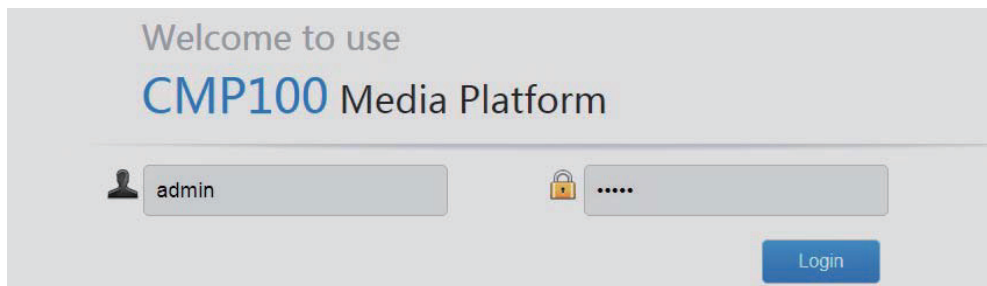 Welcome to use
CMP100 Media Platform
admin
•••••
Login